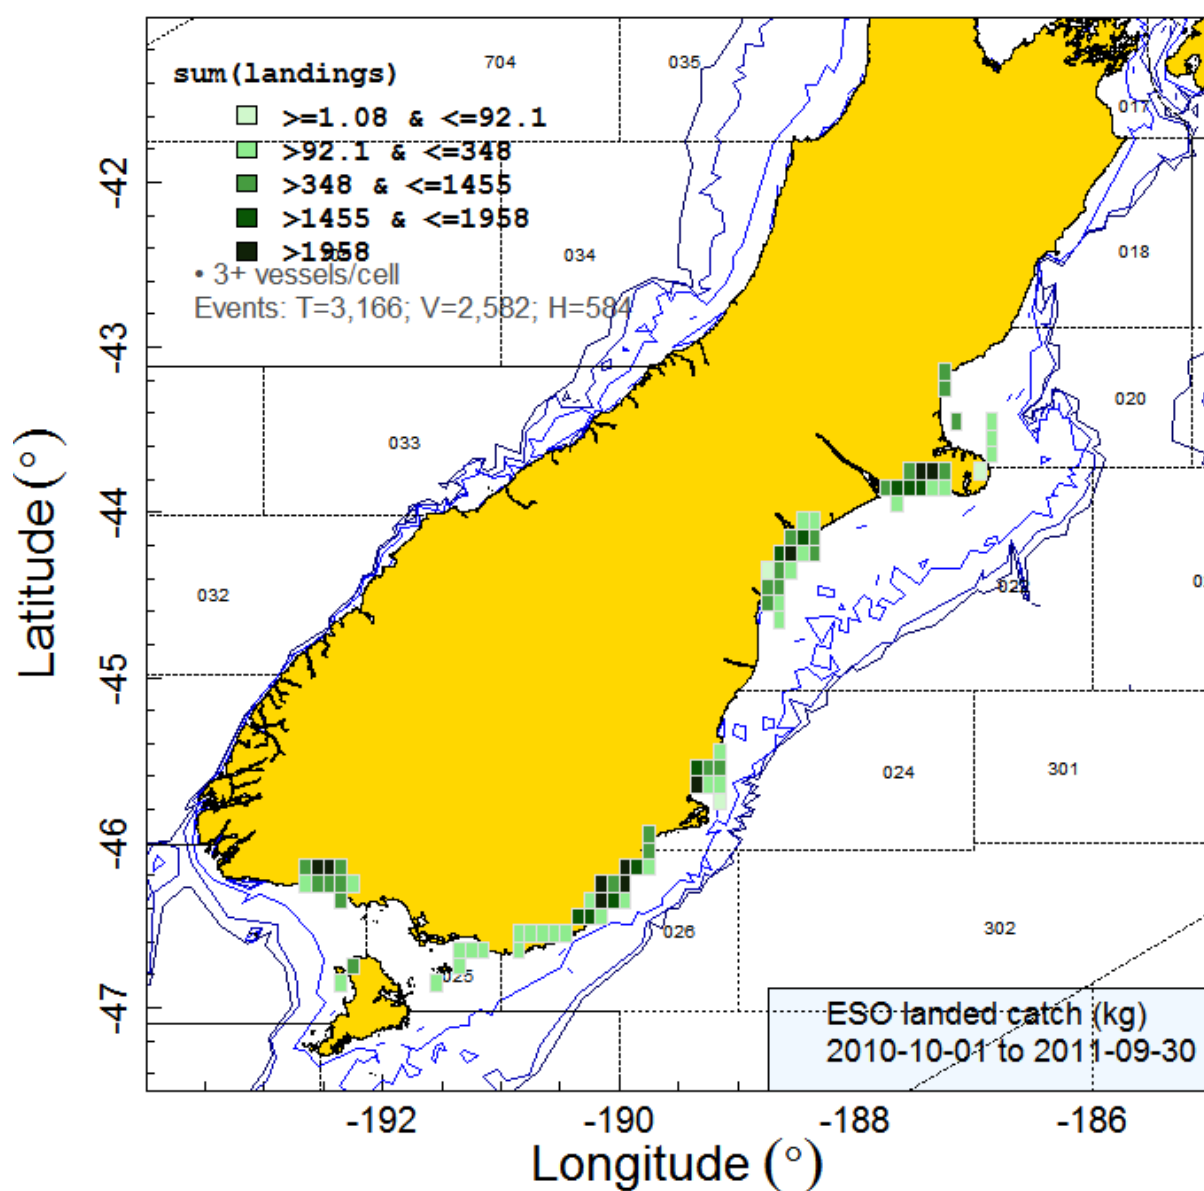 704
035
sum(landings)
>=1.08 & <=92.1
>92.1 & <=348
>348 & <=1455
>1455 & <=1958
>1958
• 3+ vessels/cell
Events: T=3,166; V=2,582; H=584
017
034
018
033
020
032
022
024
301
026
302
025
ESO landed catch (kg)
2010-10-01 to 2011-09-30
-42
-43
-44
-45
-46
-47
Latitude (°)
-192
-190
-188
-186
Longitude (°)